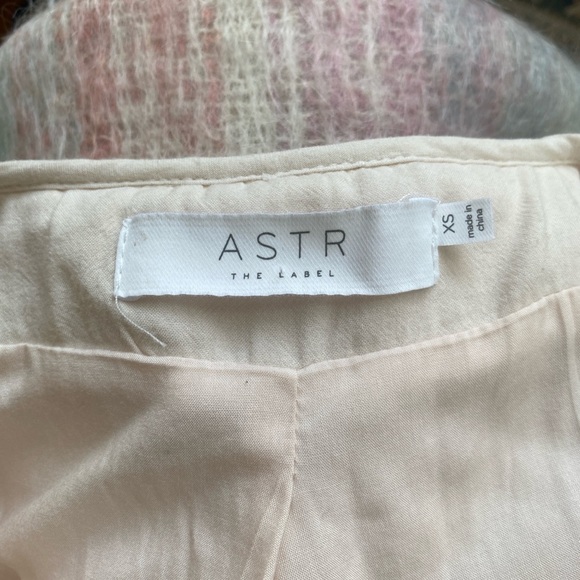 ASTR
THE LABEL
XS
made in
china